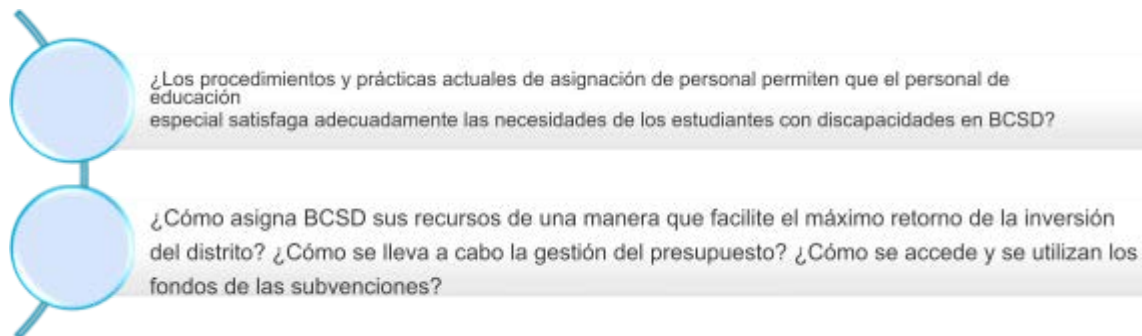 ¿Los procedimientos y prácticas actuales de asignación de personal permiten que el personal de
educación
especial satisfaga adecuadamente las necesidades de los estudiantes con discapacidades en BCSD?
¿Cómo asigna BCSD sus recursos de una manera que facilite el máximo retorno de la inversión
del distrito? ¿Cómo se lleva a cabo la gestión del presupuesto? ¿Cómo se accede y se utilizan los
fondos de las subvenciones?